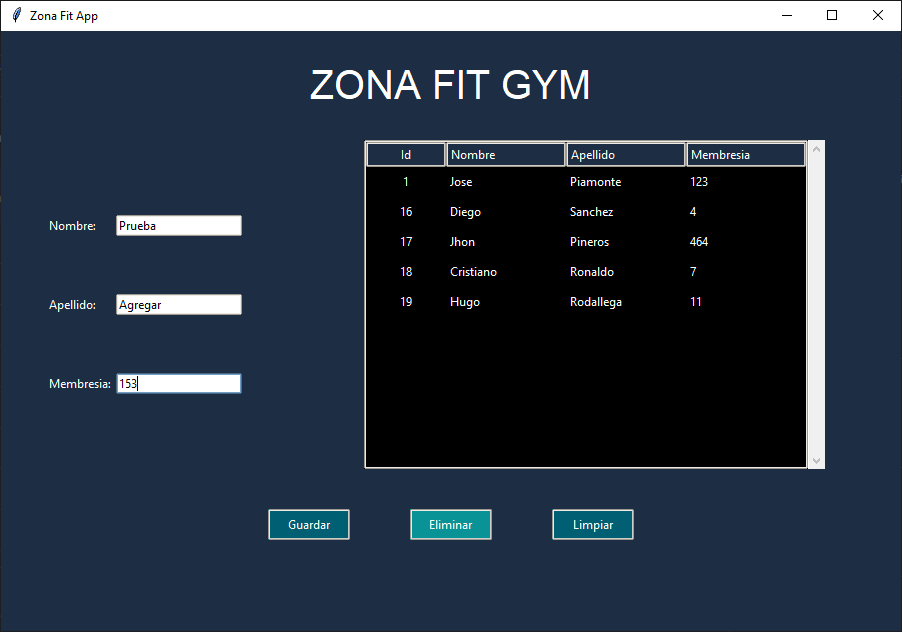 Zona Fit App
ZONA FIT GYM
Id Nombre Apellido Membresia
1 Jose Piamonte 123
16 Diego Sanchez 4
17 Jhon Pineros 464
18 Cristiano Ronaldo 7
19 Hugo Rodallega 11
Nombre: Prueba
Apellido: Agregar
Membresia: 153
Guardar Eliminar Limpiar